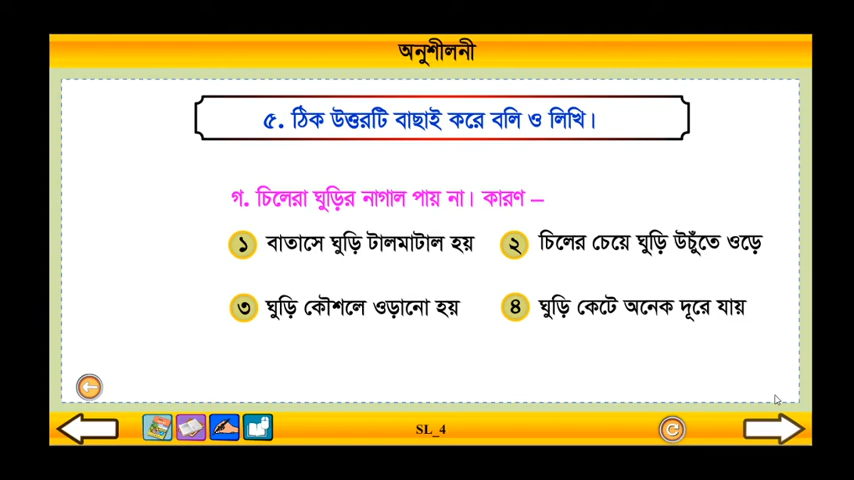 অনুশীলনী
৫. ঠিক উত্তরটি বাছাই করে বলি ও লিখি।
গ. চিলেরা ঘুড়ির নাগাল পায় না। কারণ –
১ বাতাসে ঘুড়ি টালমাটাল হয় ২ চিলের চেয়ে ঘুড়ি উচুঁতে ওড়ে
৩ ঘুড়ি কৌশলে ওড়ানো হয় ৪ ঘুড়ি কেটে অনেক দূরে যায়
SL_4